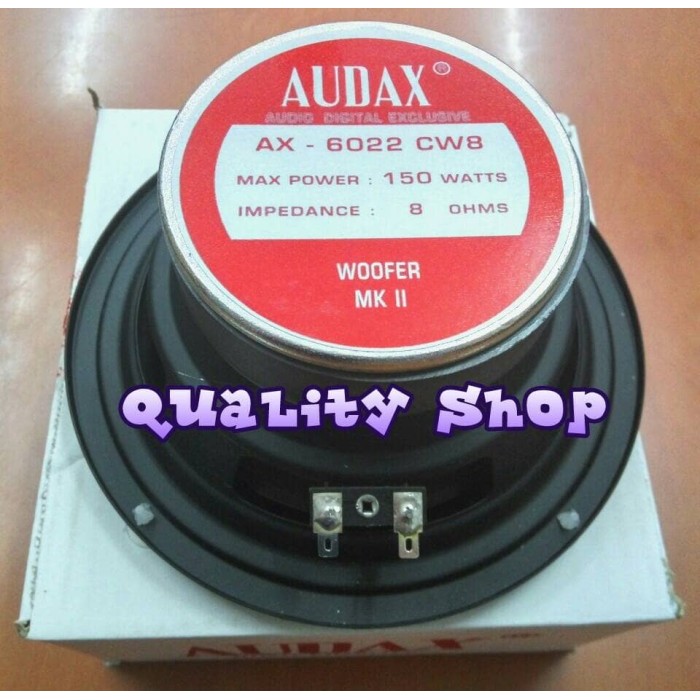 AUDAX®
AUDIO DIGITAL EXCLUSIVE
AX - 6022 CW8
MAX POWER : 150 WATTS
IMPEDANCE : 8 OHMS
WOOFER
MK II
Quality Shop
AUDAX